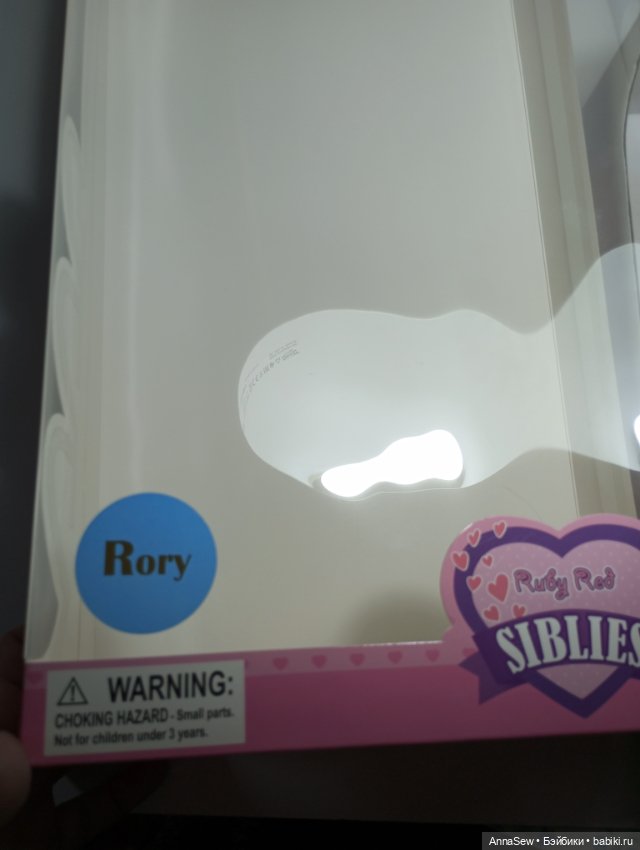 Rory
Ruby Red
SIBLIES
WARNING:
CHOKING HAZARD - Small parts.
Not for children under 3 years.
AnnaSew • Бэйбики • babiki.ru